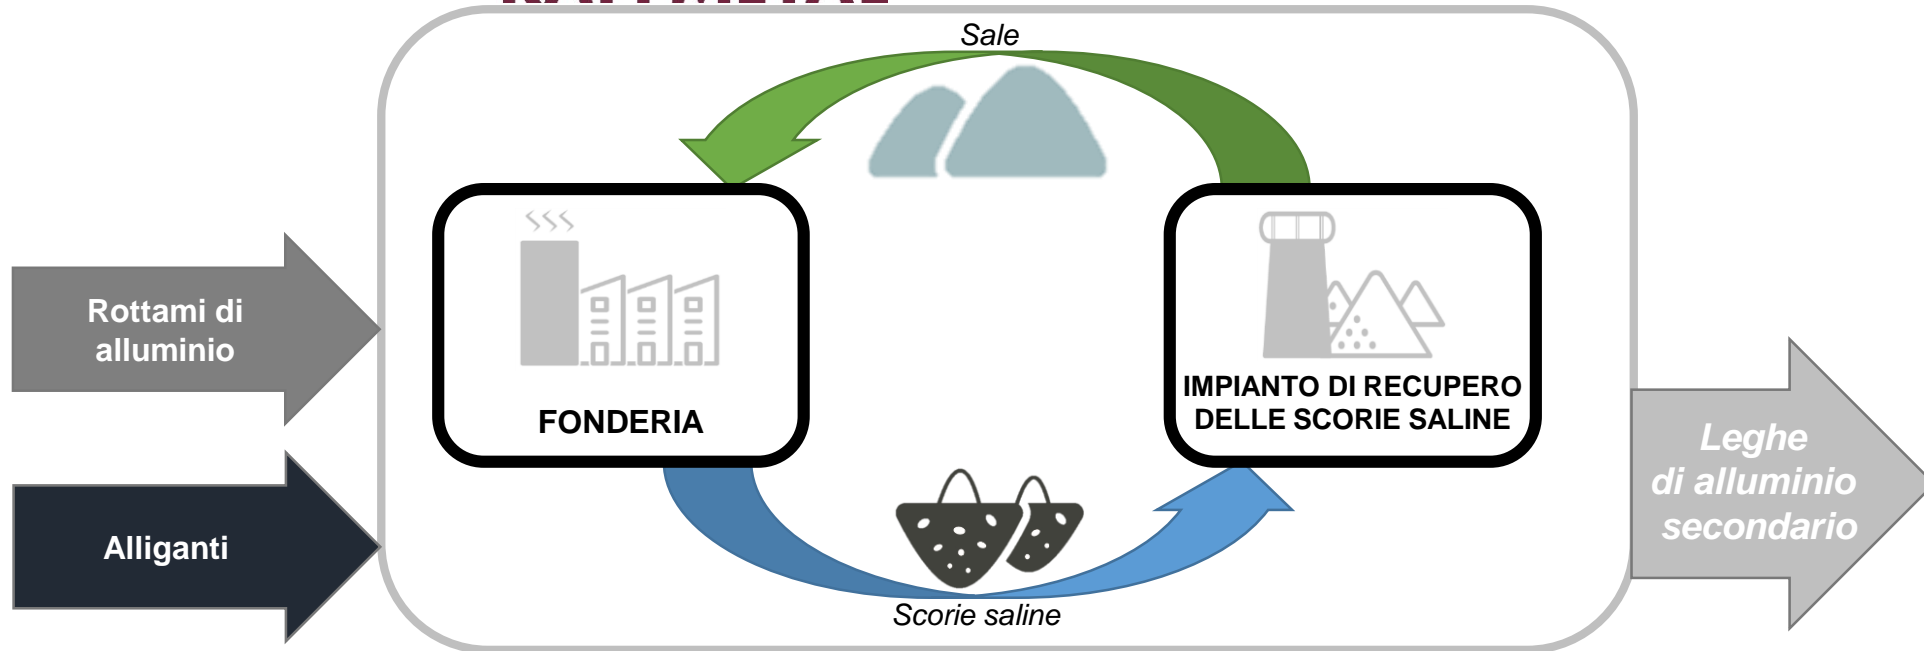 Sale
Rottami di
alluminio
FONDERIA
IMPIANTO DI RECUPERO
DELLE SCORIE SALINE
Leghe
di alluminio
secondario
Alliganti
Scorie saline